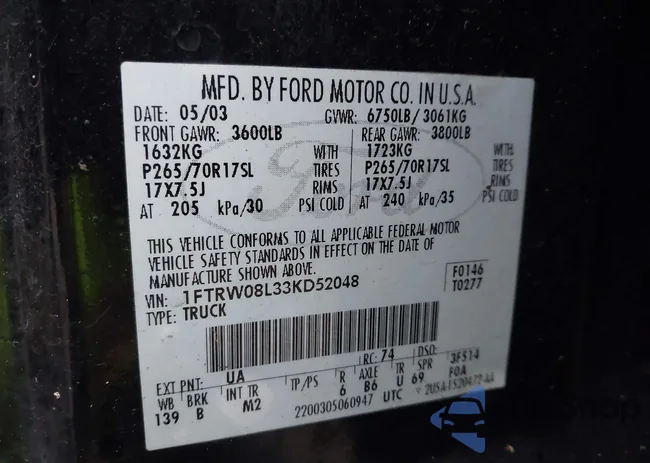 MFD. BY FORD MOTOR CO. IN U.S.A.
DATE: 05/03 GVWR: 6750LB/ 3061KG
FRONT GAWR: 3600LB REAR GAWR: 3800LB
1632KG WITH 1723KG WITH
P265/70R17SL TIRES P265/70R17SL TIRES
17X7.5J RIMS 17X7.5J RIMS
AT 205 kPa/30 PSI COLD AT 240 kPa/35 PSI COLD
Ford
THIS VEHICLE CONFORMS TO ALL APPLICABLE FEDERAL MOTOR
VEHICLE SAFETY STANDARDS IN EFFECT ON THE DATE OF
MANUFACTURE SHOWN ABOVE.
VIN: 1FTRW08L33KD52048
TYPE: TRUCK
F0146
T0277
RC: 74 DSO: 3F514
EXT PNT: UA
WB BRK INT TR TP/PS R AXLE TR SPR F0A
139 B M2 6 B6 U 69
2200305060947 UTC